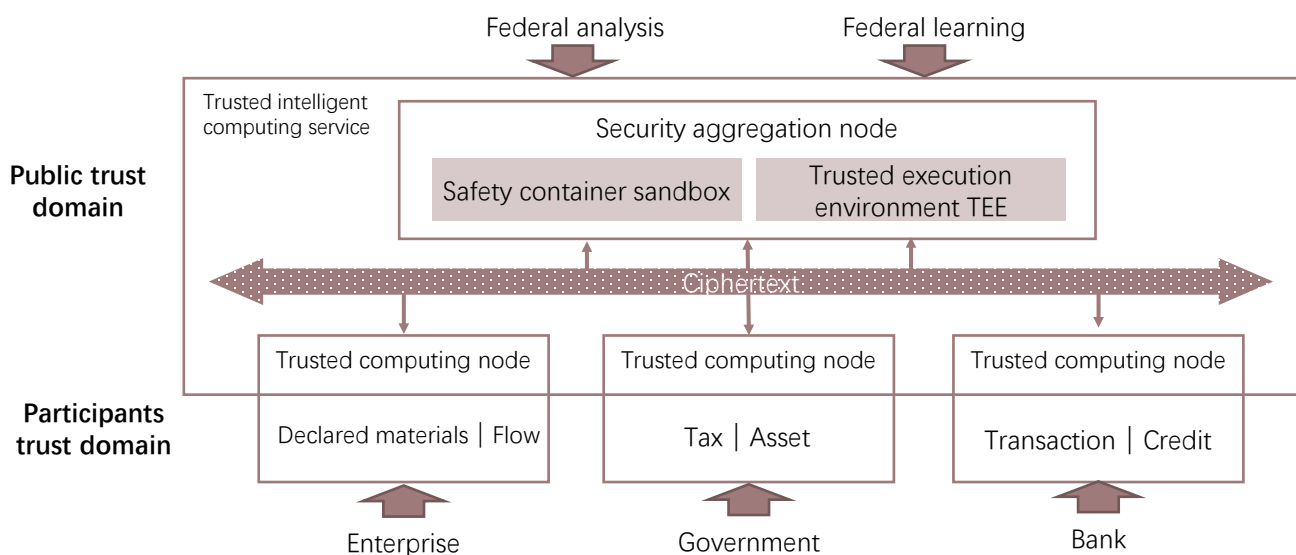 Federal analysis
Federal learning
Trusted intelligent
computing service
Security aggregation node
Safety container sandbox
Trusted execution
environment TEE
Public trust
domain
Ciphertext
Trusted computing node
Trusted computing node
Trusted computing node
Participants
trust domain
Declared materials | Flow
Tax | Asset
Transaction | Credit
Enterprise
Government
Bank